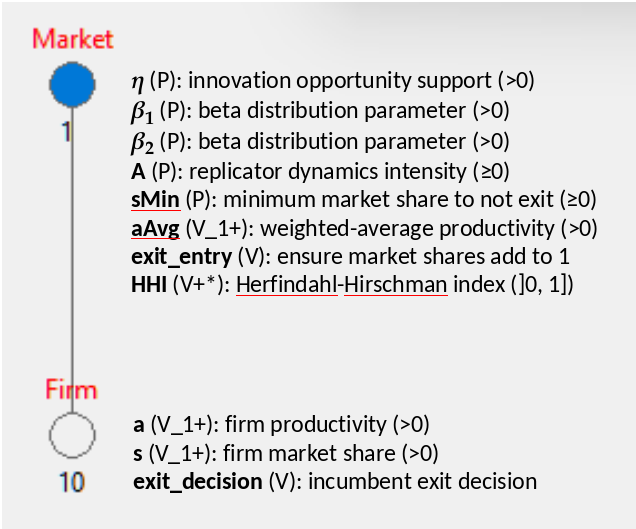 Market
1
η (P): innovation opportunity support (>0)
β₁ (P): beta distribution parameter (>0)
β₂ (P): beta distribution parameter (>0)
A (P): replicator dynamics intensity (≥0)
sMin (P): minimum market share to not exit (≥0)
aAvg (V_1+): weighted-average productivity (>0)
exit_entry (V): ensure market shares add to 1
HHI (V+*): Herfindahl-Hirschman index (]0, 1])
Firm
10
a (V_1+): firm productivity (>0)
s (V_1+): firm market share (>0)
exit_decision (V): incumbent exit decision